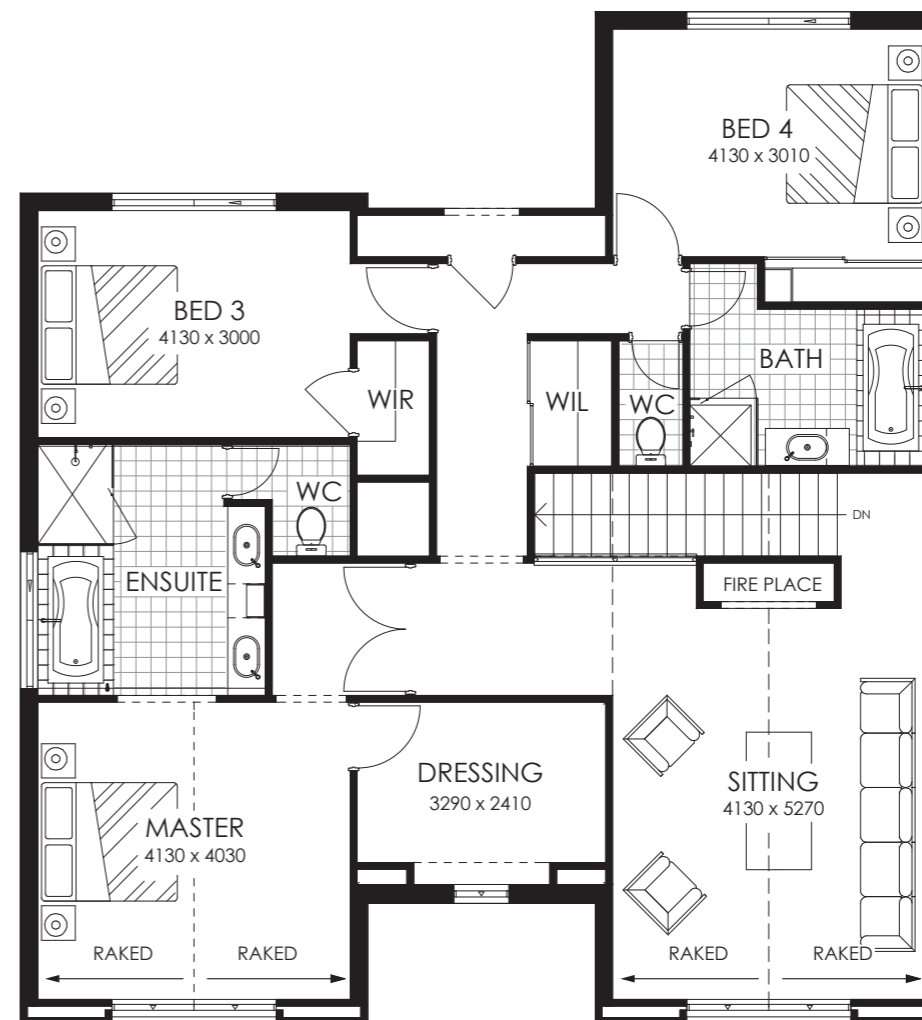 BED 4
4130 x 3010
BED 3
4130 x 3000
BATH
WIR
WIL
WC
WC
DN
ENSUITE
FIRE PLACE
DRESSING
3290 x 2410
SITTING
4130 x 5270
MASTER
4130 x 4030
RAKED
RAKED
RAKED
RAKED